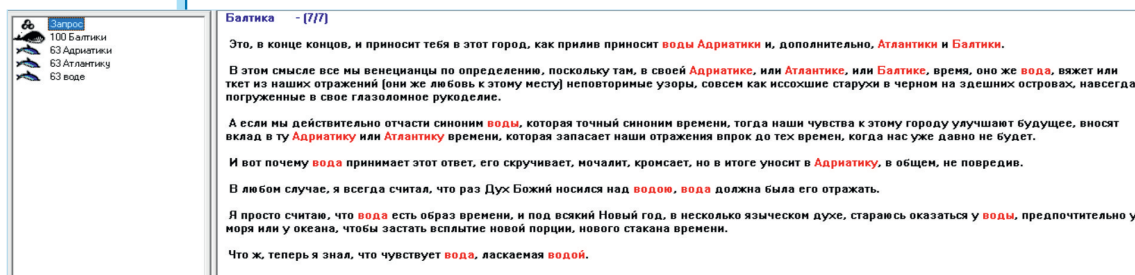 Запрос
100 Балтики
63 Адриатики
63 Атлантику
63 воде
Балтика - (7/7)
Это, в конце концов, и приносит тебя в этот город, как прилив приносит воды Адриатики и, дополнительно, Атлантики и Балтики.
В этом смысле все мы венецианцы по определению, поскольку там, в своей Адриатике, или Атлантике, или Балтике, время, оно же вода, вяжет или
ткет из наших отражений (они же любовь к этому месту) неповторимые узоры, совсем как иссохшие старухи в черном на здешних островах, навсегда
погруженные в свое глазоломное рукоделие.
А если мы действительно отчасти синоним воды, которая точный синоним времени, тогда наши чувства к этому городу улучшают будущее, вносят
вклад в ту Адриатику или Атлантику времени, которая запасает наши отражения впрок до тех времен, когда нас уже давно не будет.
И вот почему вода принимает этот ответ, его скручивает, мочалит, кромсает, но в итоге уносит в Адриатику, в общем, не повредив.
В любом случае, я всегда считал, что раз Дух Божий носился над водою, вода должна была его отражать.
Я просто считаю, что вода есть образ времени, и под всякий Новый год, в несколько языческом духе, стараюсь оказаться у воды, предпочтительно у
моря или у океана, чтобы застать всплытие новой порции, нового стакана времени.
Что ж, теперь я знал, что чувствует вода, ласкаемая водой.